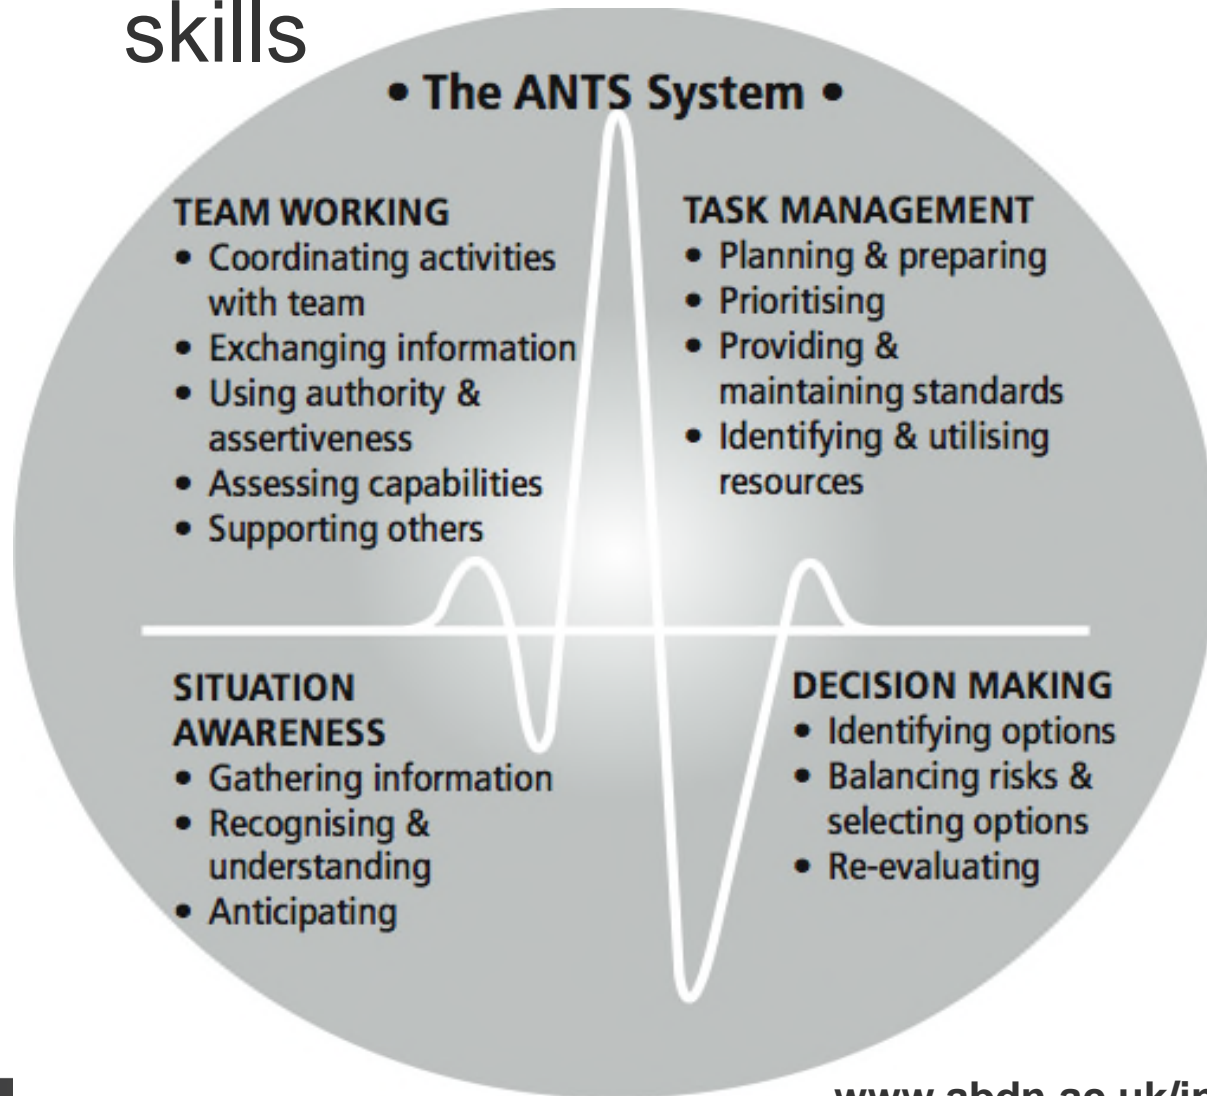 skills
• The ANTS System •
TEAM WORKING
• Coordinating activities
with team
• Exchanging information
• Using authority &
assertiveness
• Assessing capabilities
• Supporting others
TASK MANAGEMENT
• Planning & preparing
• Prioritising
• Providing &
maintaining standards
• Identifying & utilising
resources
SITUATION
AWARENESS
• Gathering information
• Recognising &
understanding
• Anticipating
DECISION MAKING
• Identifying options
• Balancing risks &
selecting options
• Re-evaluating